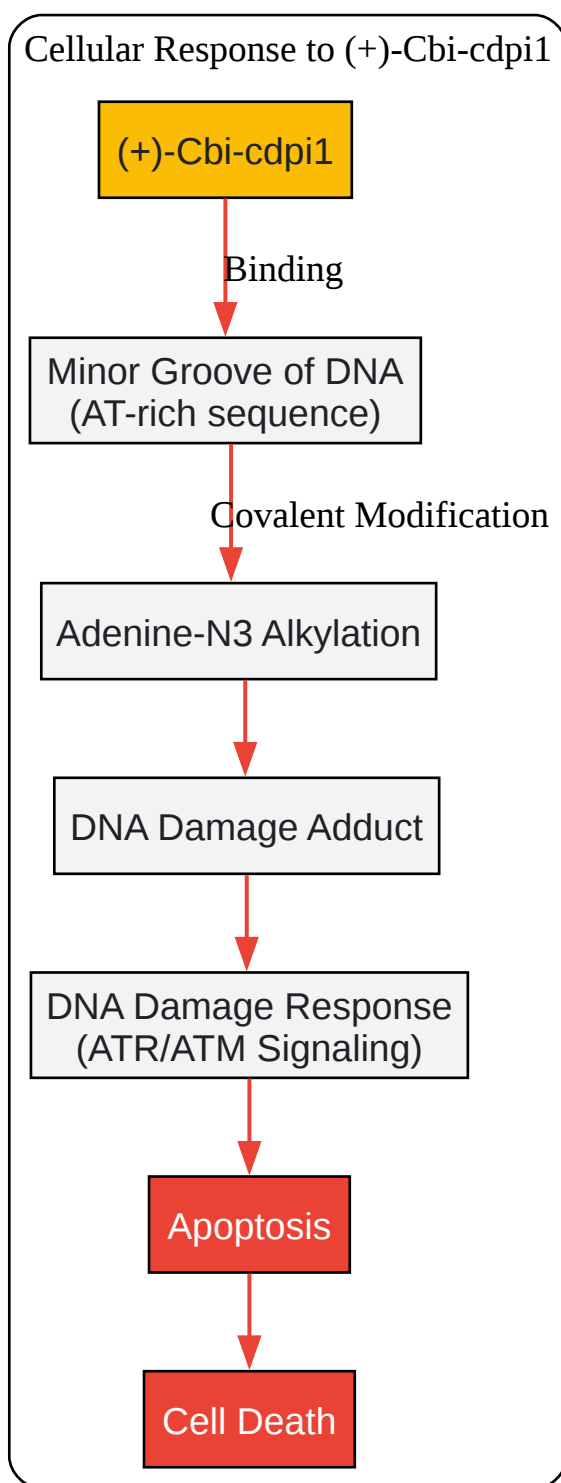 Cellular Response to (+)-Cbi-cdpi1
(+)-Cbi-cdpi1
Binding
Minor Groove of DNA
(AT-rich sequence)
Covalent Modification
Adenine-N3 Alkylation
DNA Damage Adduct
DNA Damage Response
(ATR/ATM Signaling)
Apoptosis
Cell Death